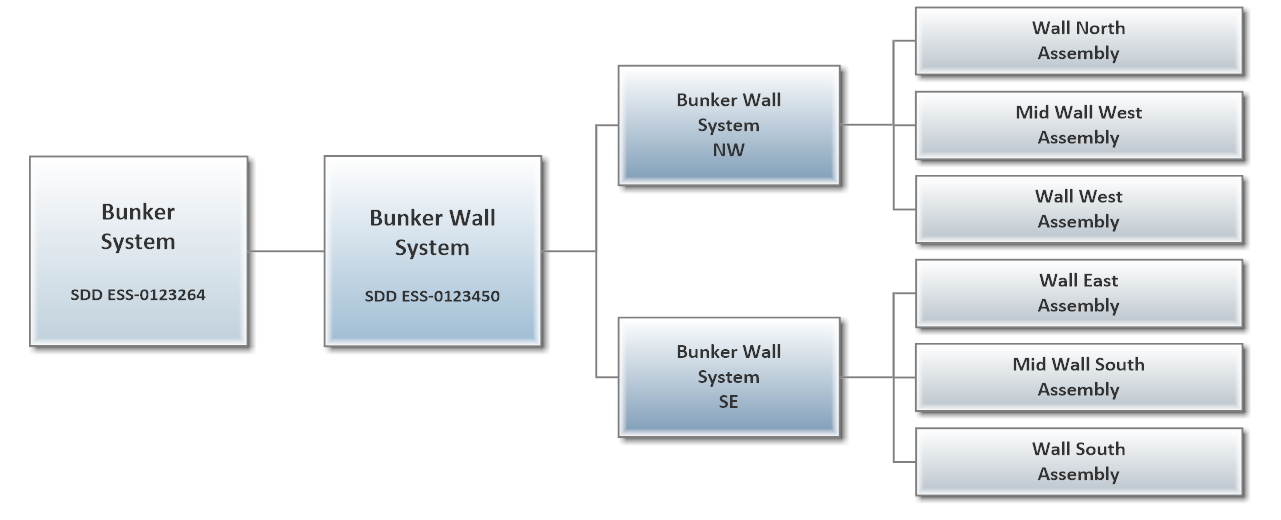 Bunker
System
SDD ESS-0123264
Bunker Wall
System
SDD ESS-0123450
Bunker Wall
System
NW
Bunker Wall
System
SE
Wall North
Assembly
Mid Wall West
Assembly
Wall West
Assembly
Wall East
Assembly
Mid Wall South
Assembly
Wall South
Assembly